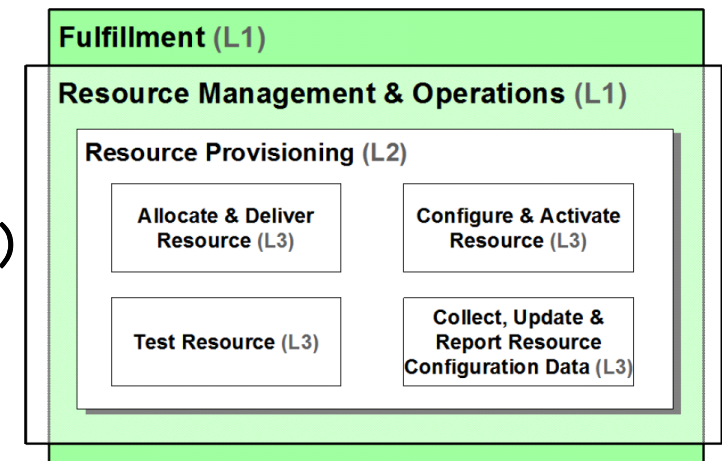 Fulfillment (L1)
Resource Management & Operations (L1)
Resource Provisioning (L2)
Allocate & Deliver
Resource (L3)
Configure & Activate
Resource (L3)
Test Resource (L3)
Collect, Update &
Report Resource
Configuration Data (L3)
)